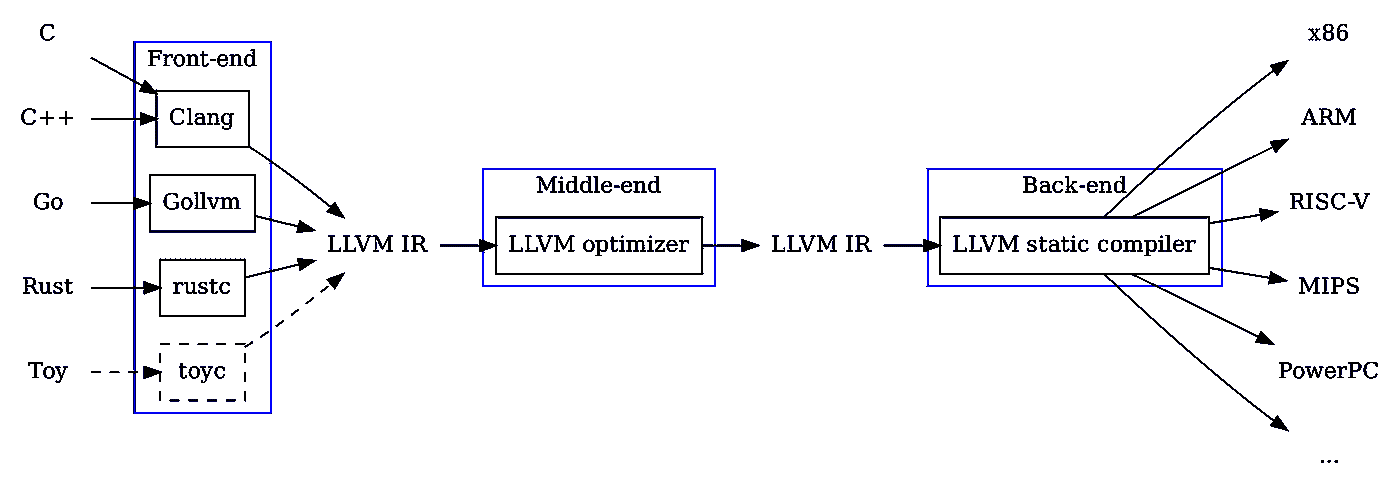 C
C++
Go
Rust
Toy
Front-end
Clang
Gollvm
rustc
toyc
LLVM IR
Middle-end
LLVM optimizer
LLVM IR
Back-end
LLVM static compiler
x86
ARM
RISC-V
MIPS
PowerPC
...